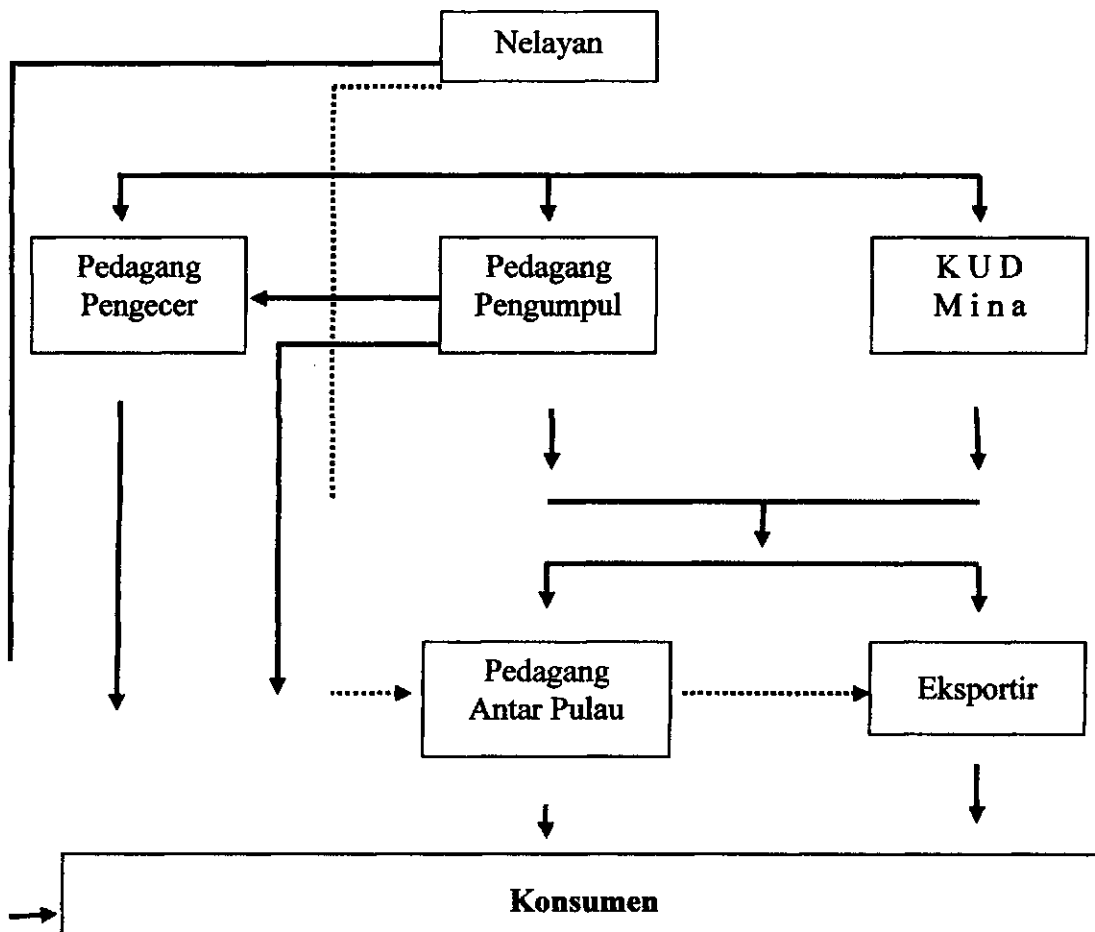 Nelayan
Pedagang
Pengecer
Pedagang
Pengumpul
K U D
M i n a
Pedagang
Antar Pulau
Eksportir
Konsumen